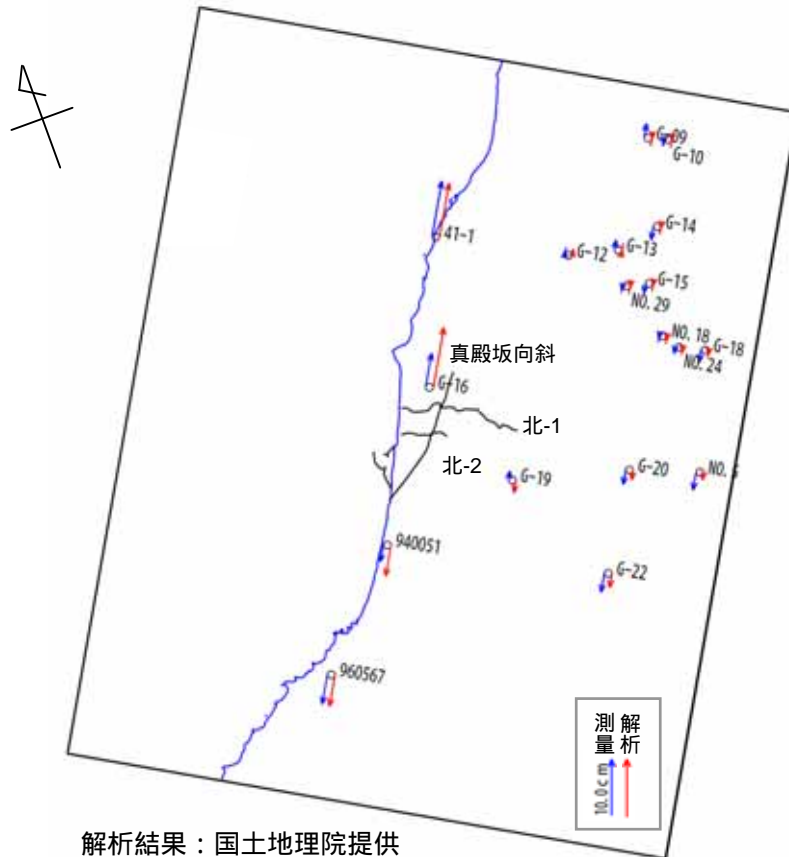 G-09
G-10
41-1
G-14
G-12
G-13
G-15
NO. 29
NO. 18
G-18
NO. 24
真殿坂向斜
G-16
北-1
北-2
G-19
G-20
NO.
940051
G-22
960567
測量
解析
10.0cm
解析結果：国土地理院提供